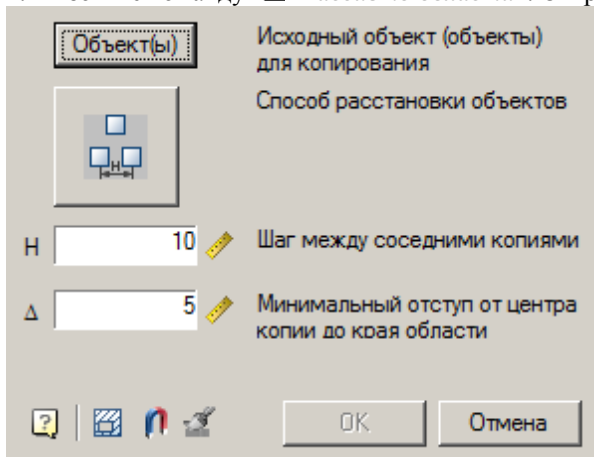 Объект(ы)
Исходный объект (объекты)
для копирования
Способ расстановки объектов
H
H
10
Шаг между соседними копиями
Δ
5
Минимальный отступ от центра
копии до края области
?
OK
Отмена